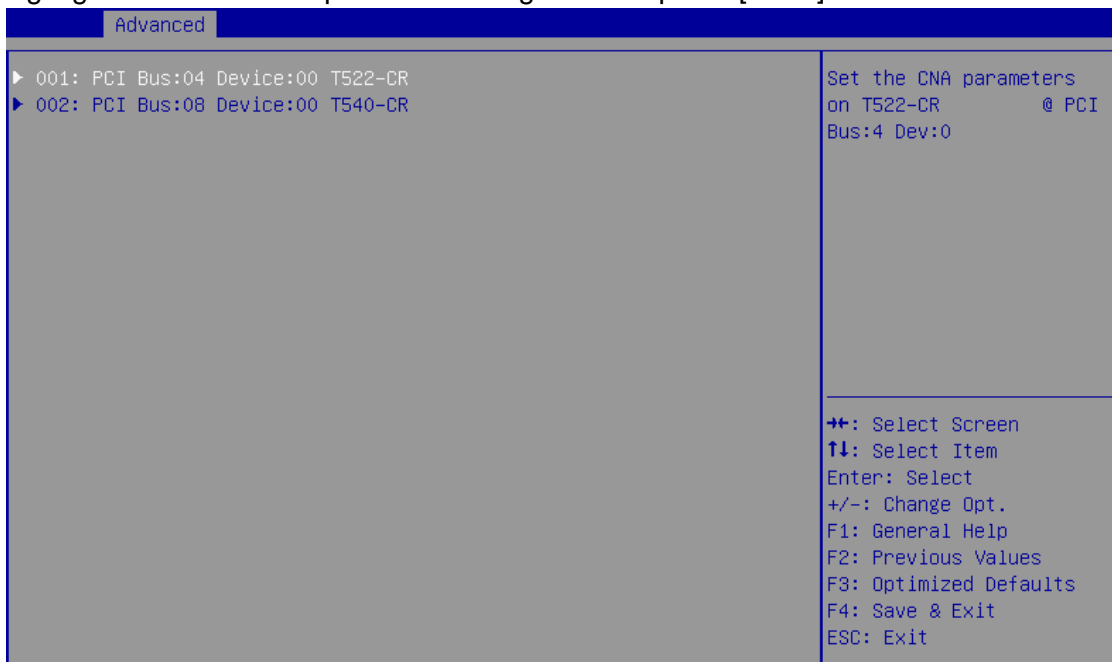 Advanced
▶ 001: PCI Bus:04 Device:00 T522-CR
▶ 002: PCI Bus:08 Device:00 T540-CR
Set the CNA parameters
on T522-CR @ PCI
Bus:4 Dev:0
→←: Select Screen
↑↓: Select Item
Enter: Select
+/-: Change Opt.
F1: General Help
F2: Previous Values
F3: Optimized Defaults
F4: Save & Exit
ESC: Exit